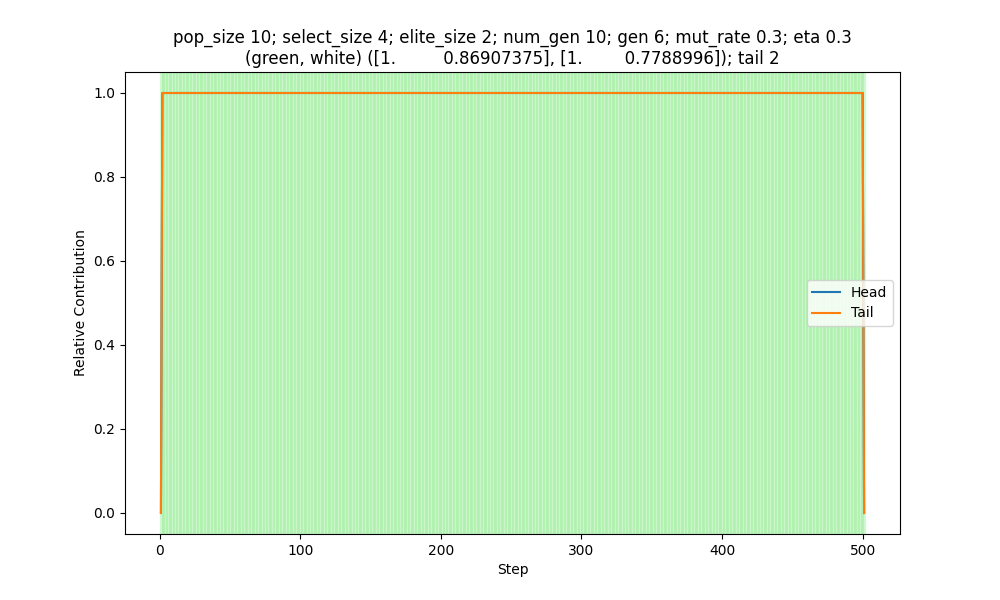 pop_size 10; select_size 4; elite_size 2; num_gen 10; gen 6; mut_rate 0.3; eta 0.3
(green, white) ([1.         0.86907375], [1.        0.7788996]); tail 2
1.0
0.8
0.6
0.4
0.2
0.0
Relative Contribution
Head
Tail
0 100 200 300 400 500
Step